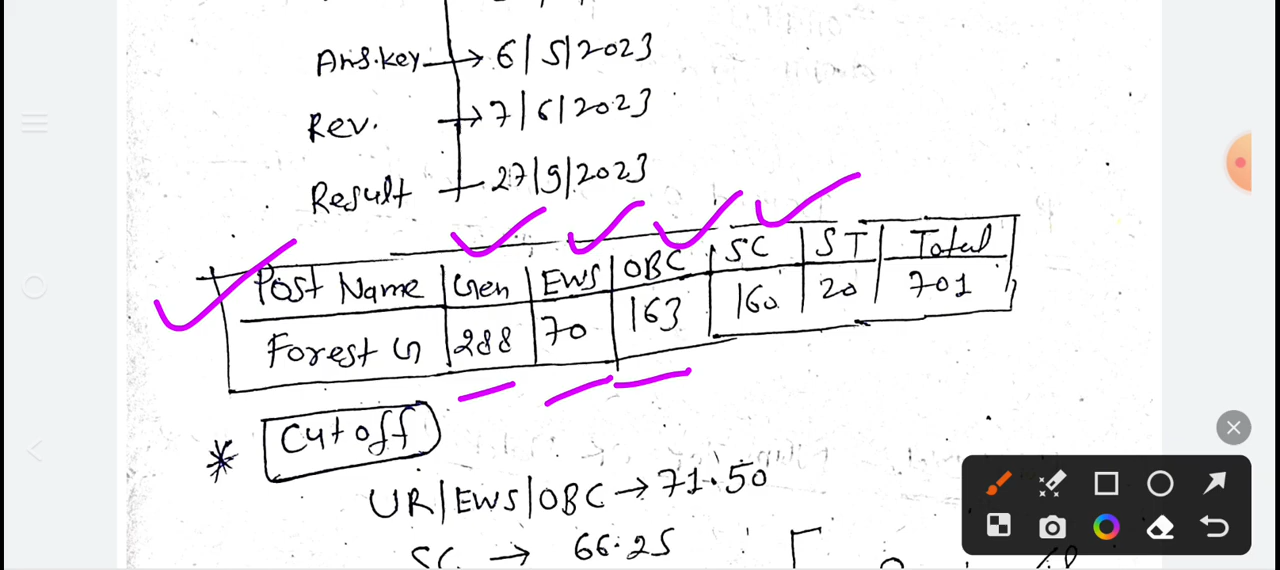 Ans.key → 6/5/2023
Rev. → 7/6/2023
Result - 27/9/2023
Post Name Gen EWS OBC SC ST Total
Forest G 288 70 163 160 20 701
* Cutoff
UR/EWS/OBC → 71.50
SC → 66.25